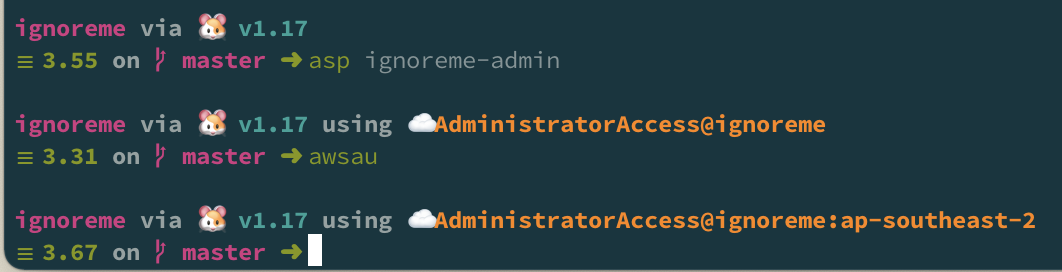 ignoreme via 🐹 v1.17
≡ 3.55 on master ➜ asp ignoreme-admin
ignoreme via 🐹 v1.17 using ☁️AdministratorAccess@ignoreme
≡ 3.31 on master ➜ awsau
ignoreme via 🐹 v1.17 using ☁️AdministratorAccess@ignoreme:ap-southeast-2
≡ 3.67 on master ➜